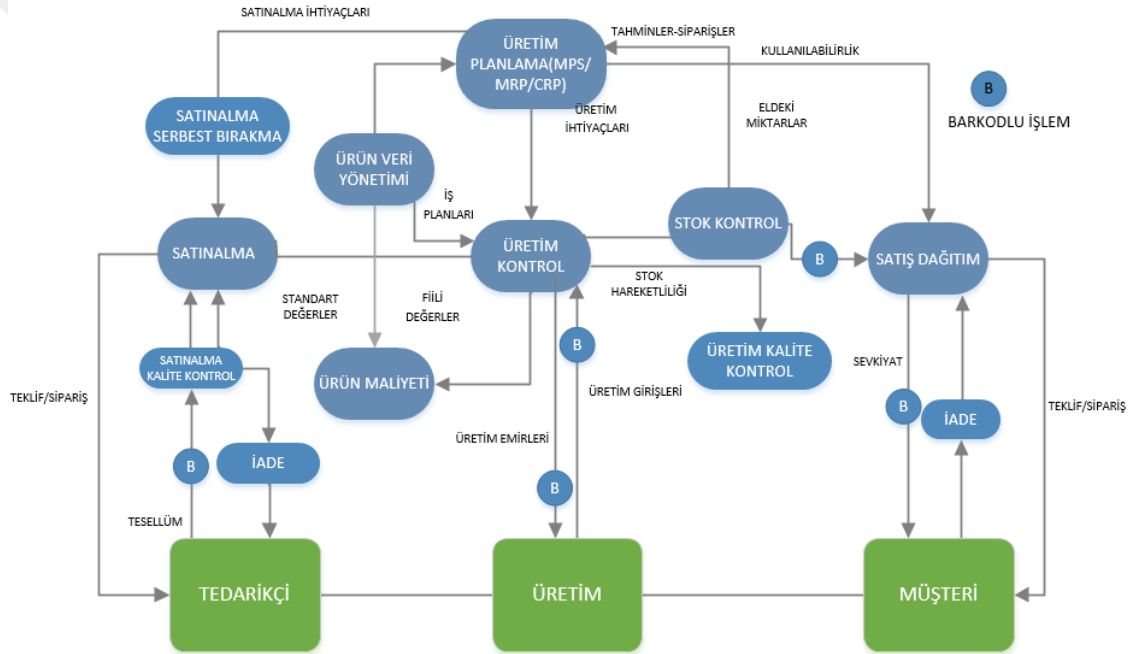 SATINALMA İHTİYAÇLARI
TAHMİNLER-SİPARİŞLER
ÜRETİM
PLANLAMA(MPS/
MRP/CRP)
KULLANILABİLİRLİK
B
BARKODLU İŞLEM
SATINALMA
SERBEST BIRAKMA
ÜRETİM
İHTİYAÇLARI
ELDEKİ
MİKTARLAR
ÜRÜN VERİ
YÖNETİMİ
İŞ
PLANLARI
STOK KONTROL
SATINALMA
ÜRETİM
KONTROL
B
SATIŞ DAĞITIM
STOK
HAREKETLİLİĞİ
STANDART
DEĞERLER
FİİLİ
DEĞERLER
B
SATINALMA
KALİTE KONTROL
ÜRETİM KALİTE
KONTROL
SEVKİYAT
ÜRÜN MALİYETİ
TEKLİF/SİPARİŞ
ÜRETİM GİRİŞLERİ
B
İADE
TEKLİF/SİPARİŞ
ÜRETİM EMİRLERİ
B
İADE
B
TESELLÜM
TEDARİKÇİ
ÜRETİM
MÜŞTERİ